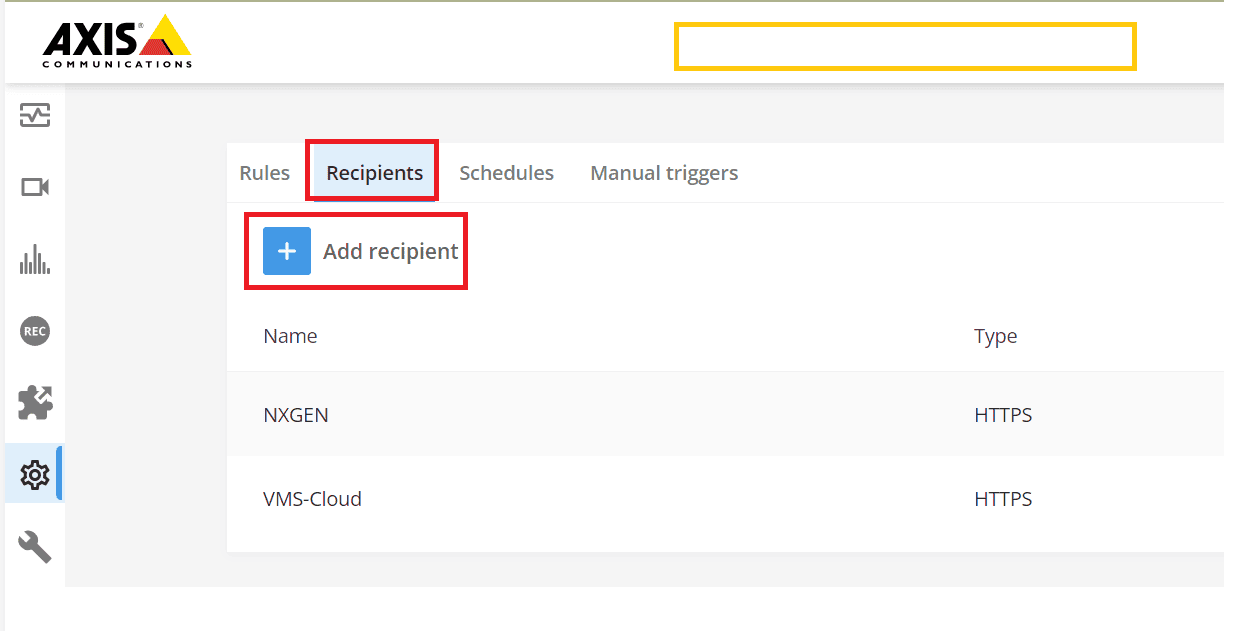 AXIS
COMMUNICATIONS
Rules Recipients Schedules Manual triggers
+ Add recipient
Name Type
REC
NXGEN HTTPS
VMS-Cloud HTTPS